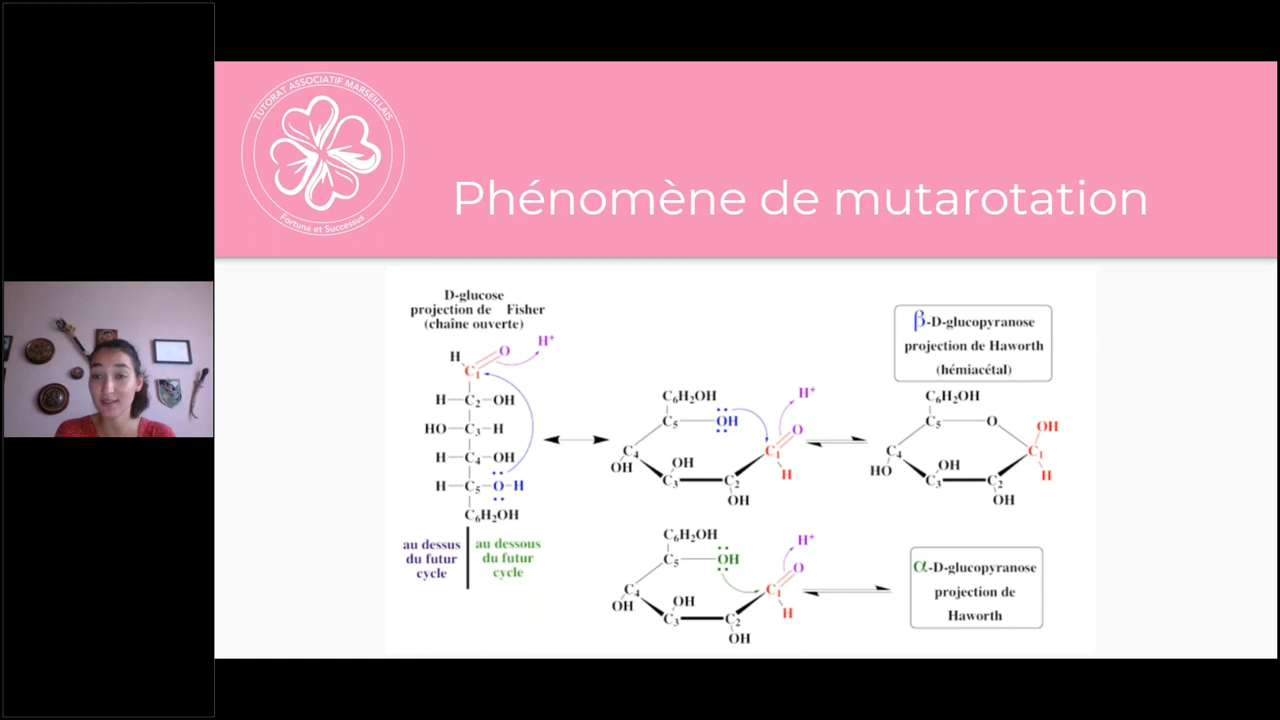 TUTORAT ASSOCIATIF MARSEILLAIS
Fortuna et Successus
Phénomène de mutarotation
D-glucose
projection de Fisher
(chaîne ouverte)
H O H⁺
C₁
H—C₂—OH
HO—C₃—H
H—C₄—OH
H—C₅—O—H
C₆H₂OH
au dessus
du futur
cycle
au dessous
du futur
cycle
C₆H₂OH
H⁺
C₅ OH O
C₄ C₁
OH OH H
C₃ C₂
OH
β-D-glucopyranose
projection de Haworth
(hémiacétal)
C₆H₂OH
C₅ O OH
C₄ C₁
HO OH H
C₃ C₂
OH
C₆H₂OH
H⁺
C₅ OH O
C₄ C₁
OH OH H
C₃ C₂
OH
α-D-glucopyranose
projection de
Haworth